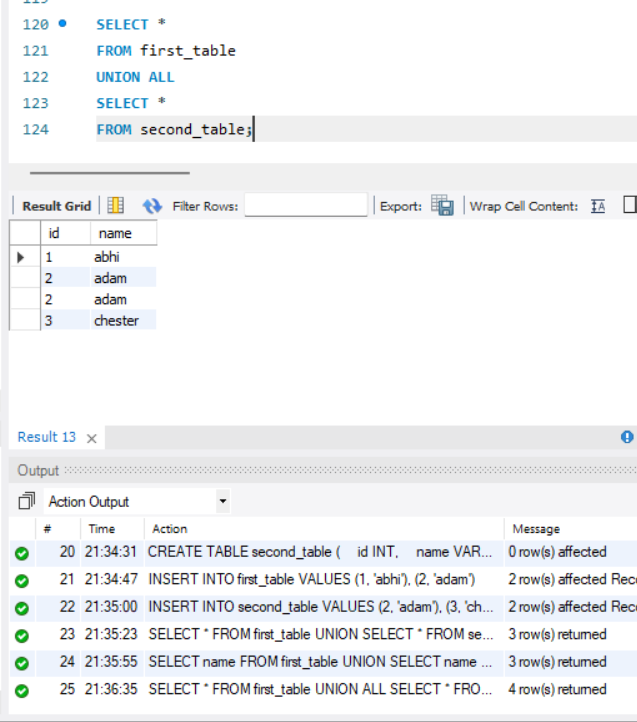 120 SELECT *
121 FROM first_table
122 UNION ALL
123 SELECT *
124 FROM second_table;
Result Grid Filter Rows: Export: Wrap Cell Content: IA
id name
1 abhi
2 adam
2 adam
3 chester
Result 13 ×
Output
Action Output
# Time Action Message
20 21:34:31 CREATE TABLE second_table ( id INT, name VAR... 0 row(s) affected
21 21:34:47 INSERT INTO first_table VALUES (1, 'abhi'), (2, 'adam') 2 row(s) affected Rec
22 21:35:00 INSERT INTO second_table VALUES (2, 'adam'), (3, 'ch... 2 row(s) affected Rec
23 21:35:23 SELECT * FROM first_table UNION SELECT * FROM se... 3 row(s) returned
24 21:35:55 SELECT name FROM first_table UNION SELECT name ... 3 row(s) returned
25 21:36:35 SELECT * FROM first_table UNION ALL SELECT * FRO... 4 row(s) returned